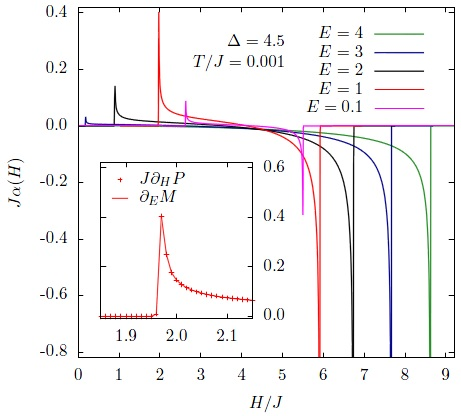 0.4
0.2
0.0
-0.2
-0.4
-0.6
-0.8
Jα(H)
Δ = 4.5
T/J = 0.001
E = 4
E = 3
E = 2
E = 1
E = 0.1
J∂_H P
∂_E M
0.6
0.4
0.2
0.0
1.9 2.0 2.1
0 1 2 3 4 5 6 7 8 9
H/J